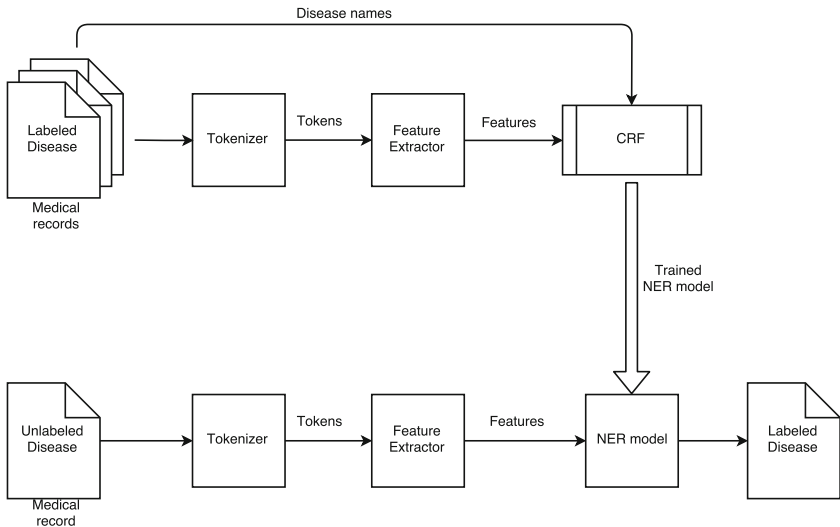 Disease names
Labeled
Disease
Tokenizer
Tokens
Feature
Extractor
Features
CRF
Medical
records
Trained
NER model
Unlabeled
Disease
Tokenizer
Tokens
Feature
Extractor
Features
NER model
Labeled
Disease
Medical
record